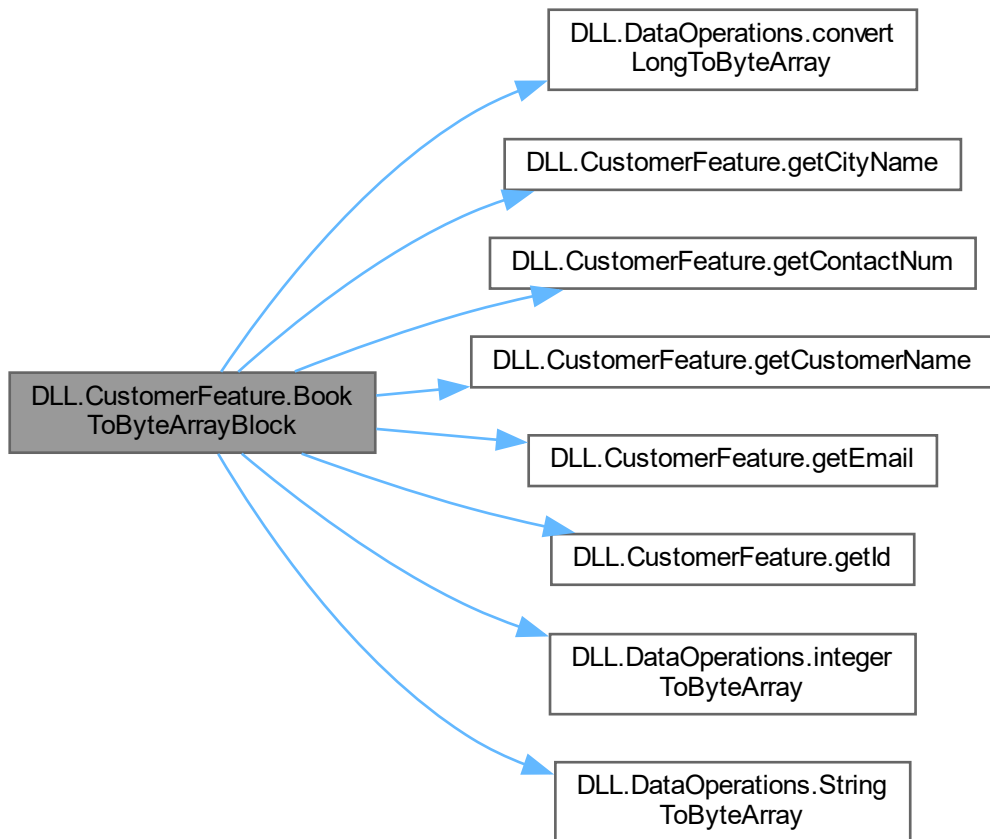 DLL.DataOperations.convert
LongToByteArray
DLL.CustomerFeature.getCityName
DLL.CustomerFeature.getContactNum
DLL.CustomerFeature.getCustomerName
DLL.CustomerFeature.Book
ToByteArrayBlock
DLL.CustomerFeature.getEmail
DLL.CustomerFeature.getId
DLL.DataOperations.integer
ToByteArray
DLL.DataOperations.String
ToByteArray